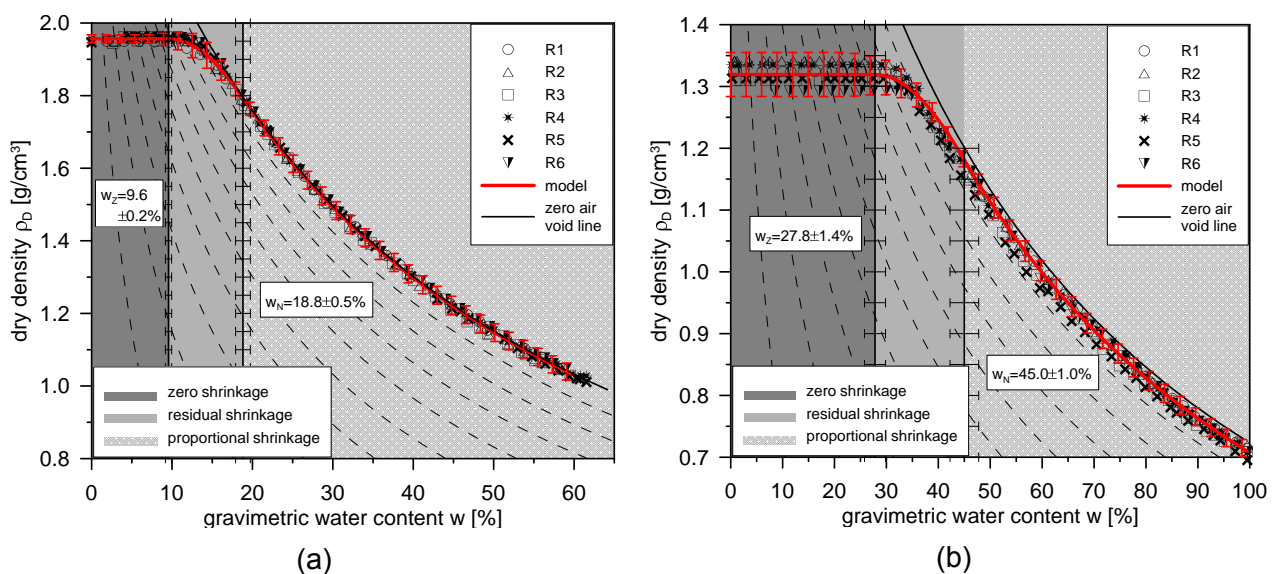 2.0
1.8
1.6
1.4
1.2
1.0
0.8
dry density ρD [g/cm³]
0 10 20 30 40 50 60
gravimetric water content w [%]
wZ=9.6
±0.2%
wN=18.8±0.5%
R1
R2
R3
R4
R5
R6
model
zero air
void line
zero shrinkage
residual shrinkage
proportional shrinkage
(a)
1.4
1.3
1.2
1.1
1.0
0.9
0.8
0.7
dry density ρD [g/cm³]
0 10 20 30 40 50 60 70 80 90 100
gravimetric water content w [%]
wZ=27.8±1.4%
wN=45.0±1.0%
R1
R2
R3
R4
R5
R6
model
zero air
void line
zero shrinkage
residual shrinkage
proportional shrinkage
(b)